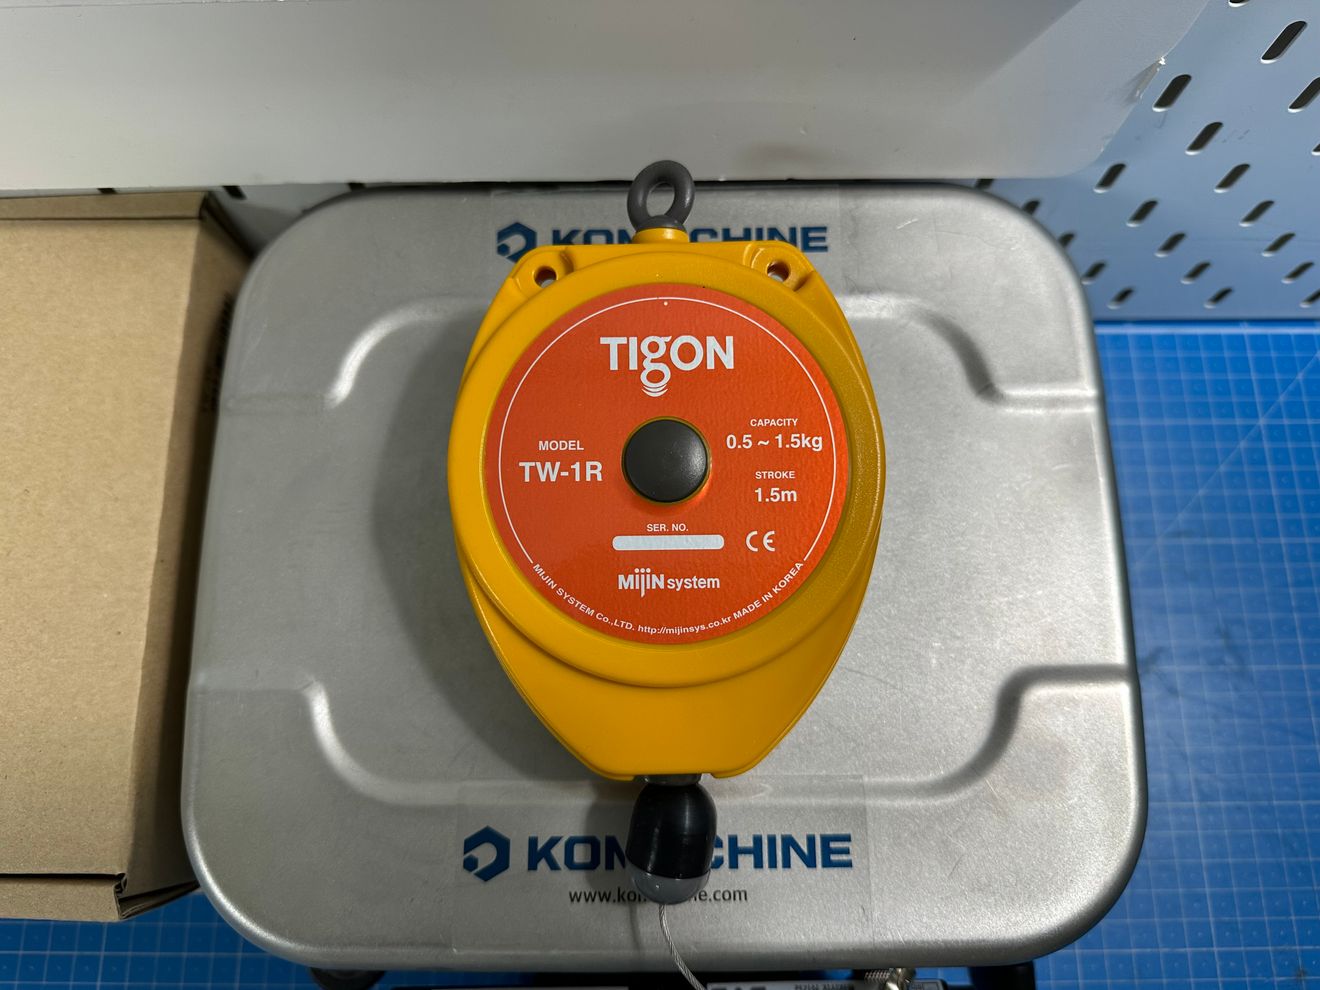 TIgON
MODEL
TW-1R
CAPACITY
0.5 ~ 1.5kg
STROKE
1.5m
SER. NO.
CE
MijiN system
MIJIN SYSTEM Co.,LTD. http://mijinsys.co.kr MADE IN KOREA